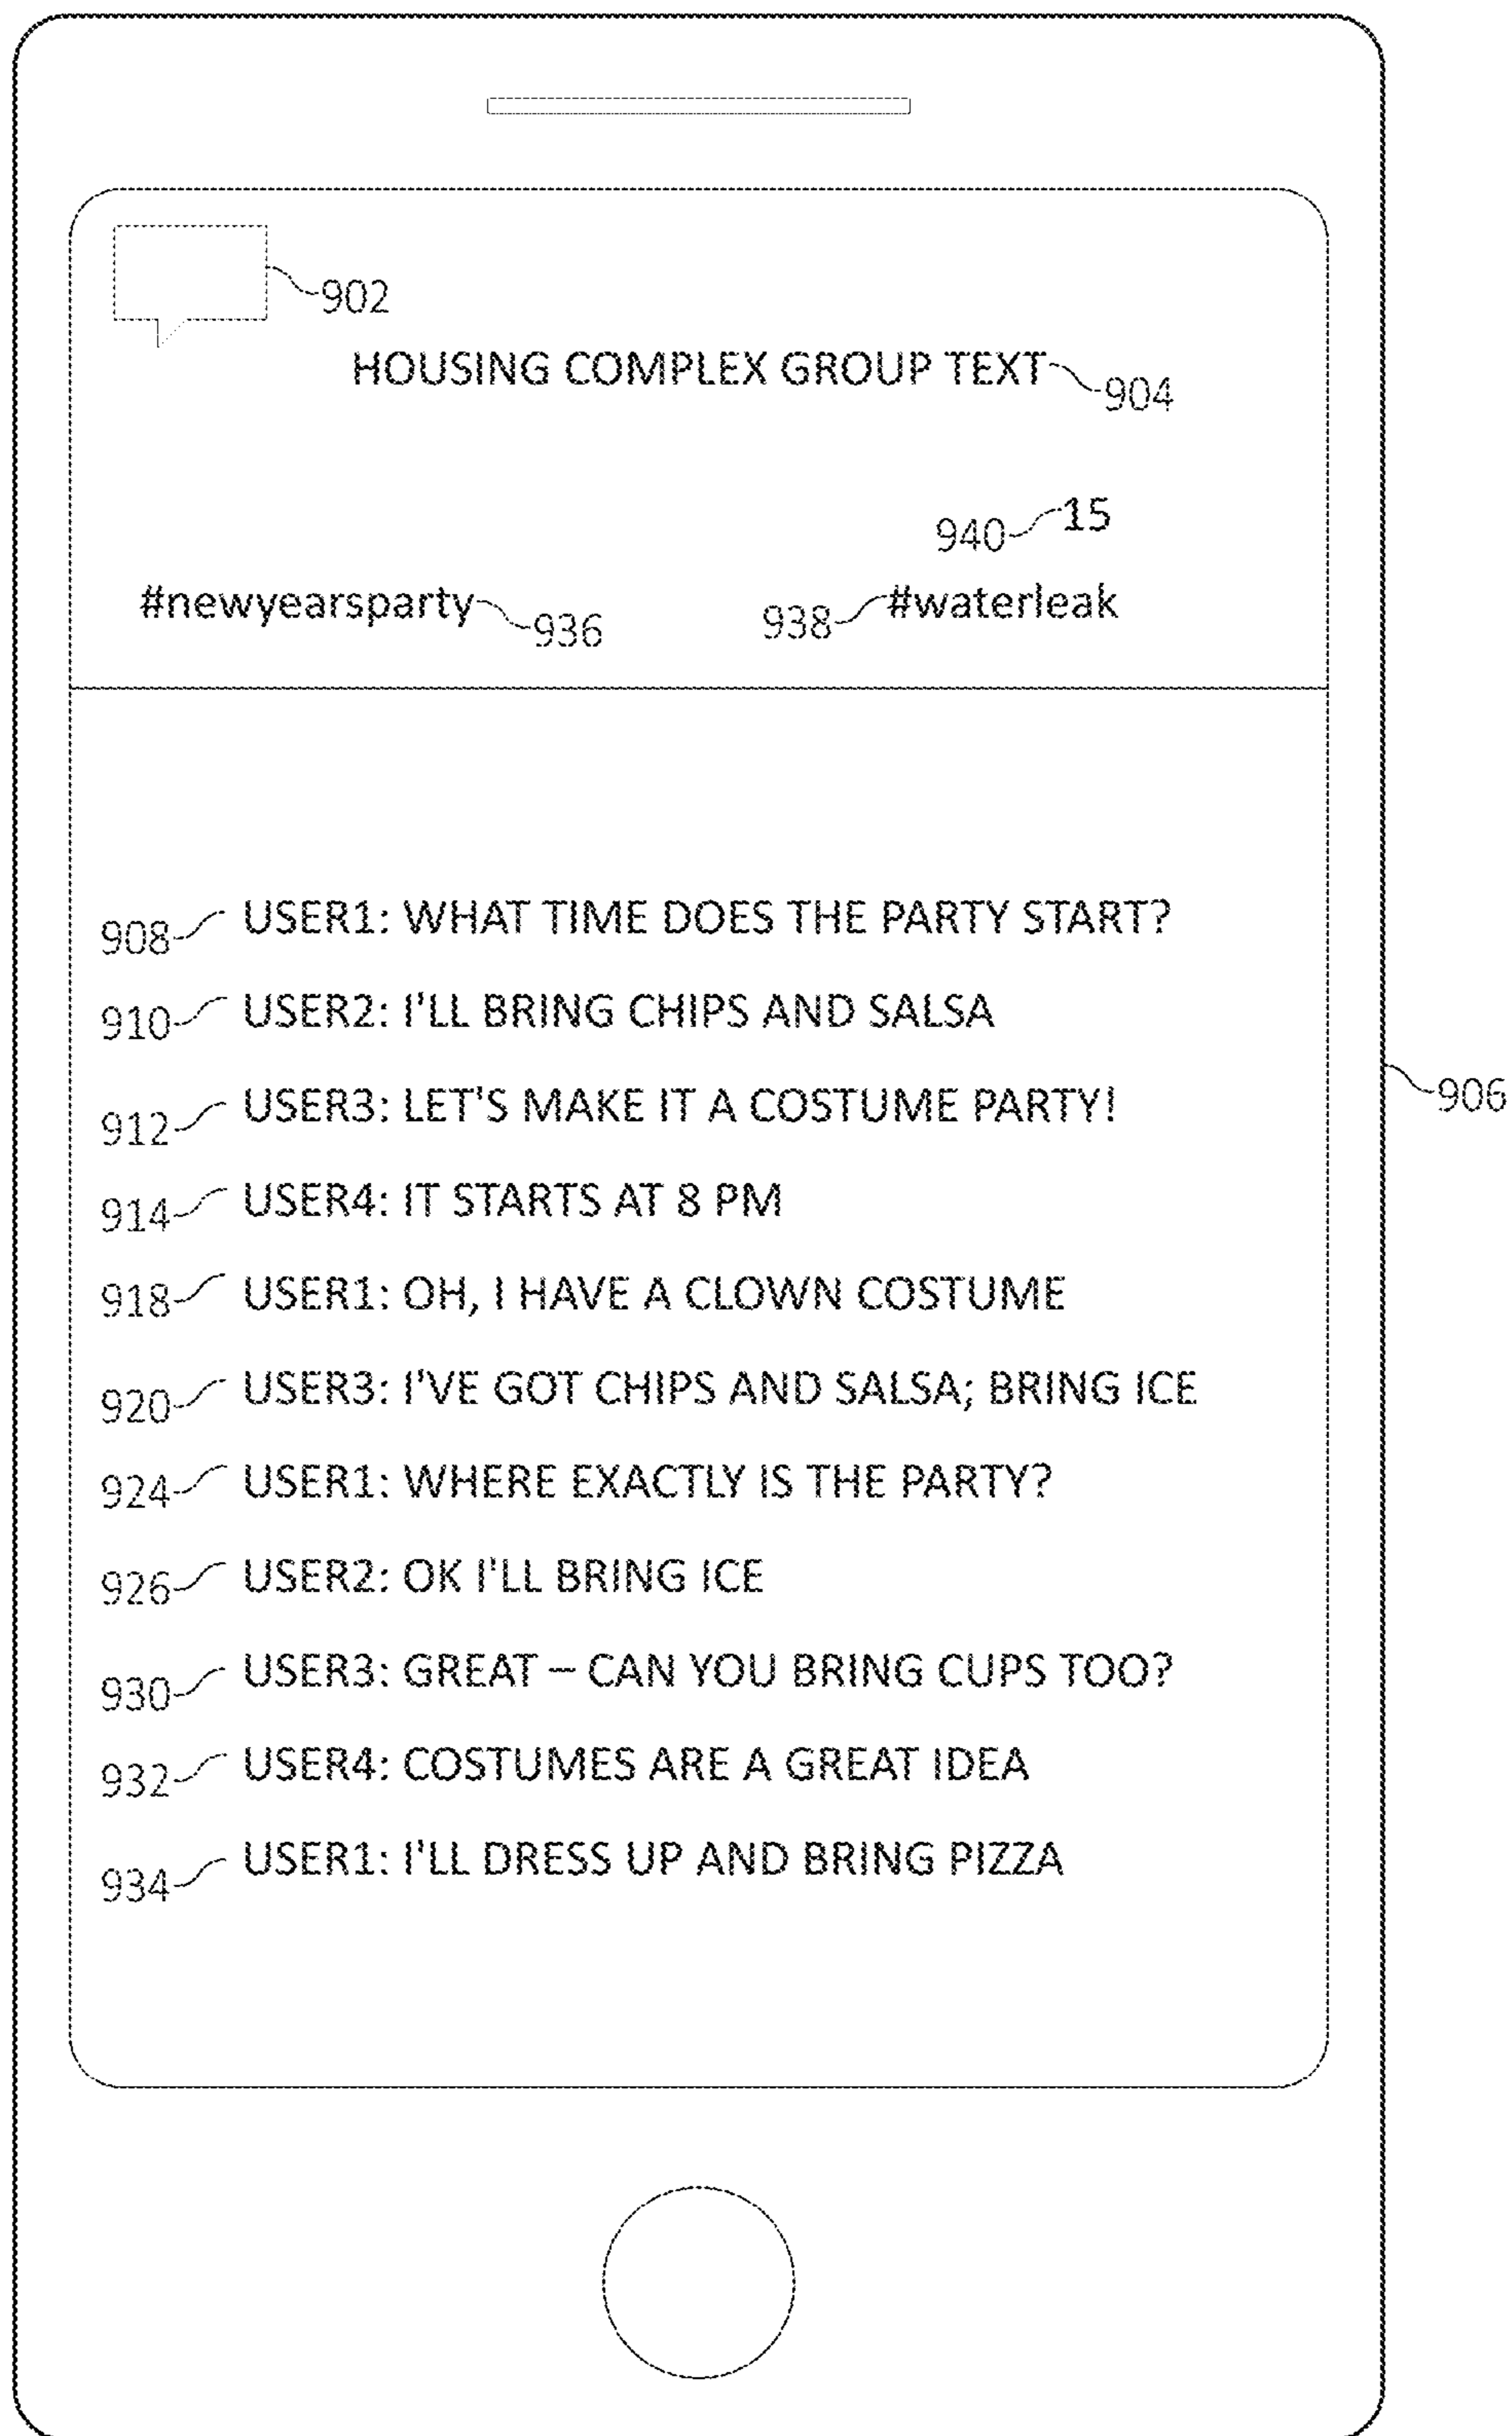 902
HOUSING COMPLEX GROUP TEXT 904
940 15
#newyearsparty 936 938 #waterleak
908 USER1: WHAT TIME DOES THE PARTY START?
910 USER2: I'LL BRING CHIPS AND SALSA
906
912 USER3: LET'S MAKE IT A COSTUME PARTY!
914 USER4: IT STARTS AT 8 PM
918 USER1: OH, I HAVE A CLOWN COSTUME
920 USER3: I'VE GOT CHIPS AND SALSA; BRING ICE
924 USER1: WHERE EXACTLY IS THE PARTY?
926 USER2: OK I'LL BRING ICE
930 USER3: GREAT – CAN YOU BRING CUPS TOO?
932 USER4: COSTUMES ARE A GREAT IDEA
934 USER1: I'LL DRESS UP AND BRING PIZZA